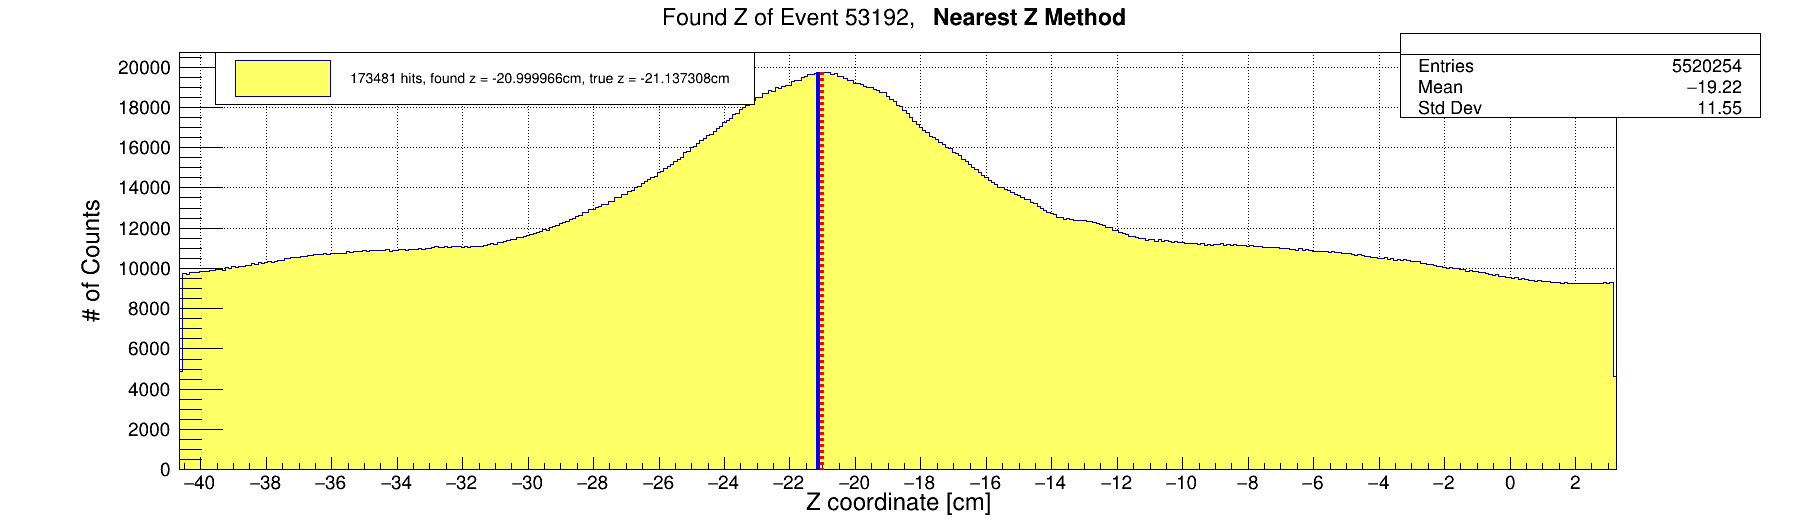 Found Z of Event 53192, Nearest Z Method
173481 hits, found z = -20.999966cm, true z = -21.137308cm
Entries 5520254
Mean −19.22
Std Dev 11.55
# of Counts
20000
18000
16000
14000
12000
10000
8000
6000
4000
2000
0
−40 −38 −36 −34 −32 −30 −28 −26 −24 −22 −20 −18 −16 −14 −12 −10 −8 −6 −4 −2 0 2
Z coordinate [cm]